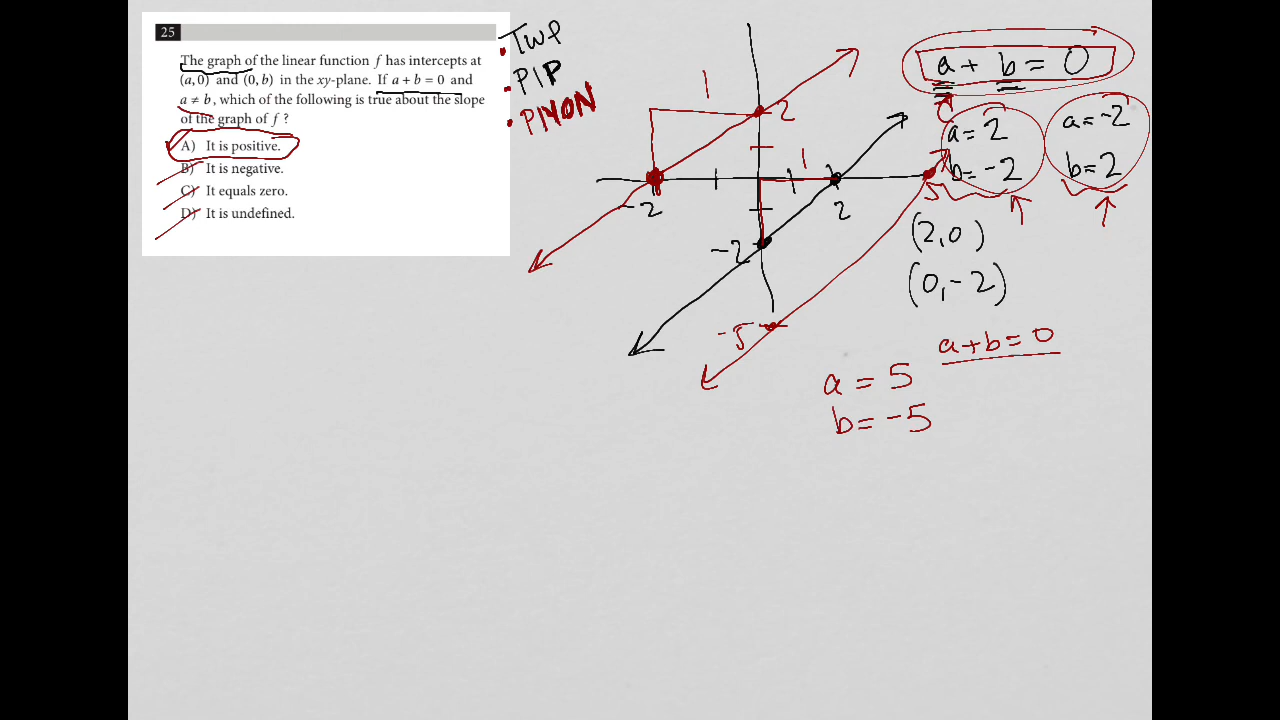 25
The graph of the linear function f has intercepts at
(a, 0) and (0, b) in the xy-plane. If a + b = 0 and
a ≠ b, which of the following is true about the slope
of the graph of f ?
A) It is positive.
B) It is negative.
C) It equals zero.
D) It is undefined.
• Twp
• PIP
• PIYON
1
2
1
-2
2
-2
-5
5
a + b = 0
a = 2
b = -2
a = -2
b = 2
(2, 0)
(0, -2)
a + b = 0
a = 5
b = -5